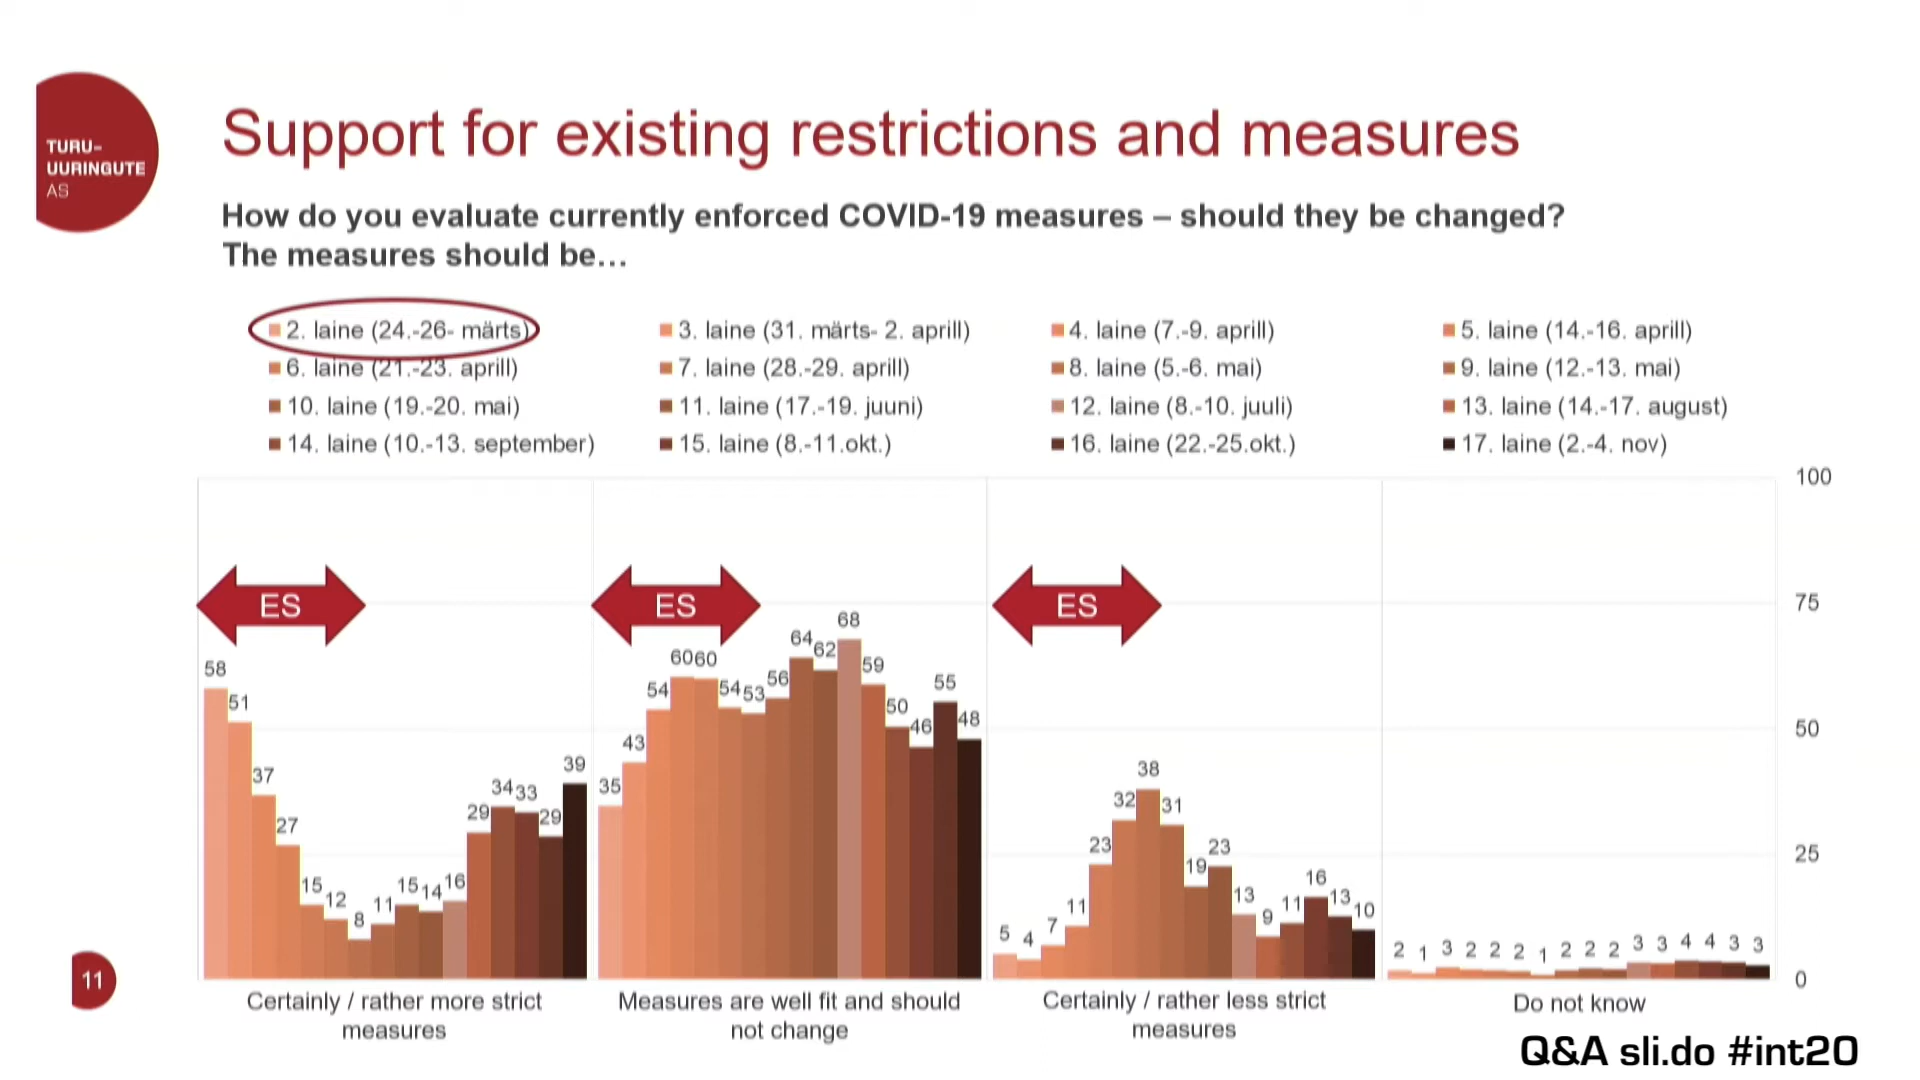 TURU-
UURINGUTE
AS
Support for existing restrictions and measures
How do you evaluate currently enforced COVID-19 measures – should they be changed?
The measures should be…
2. laine (24.-26- märts)
3. laine (31. märts- 2. aprill)
4. laine (7.-9. aprill)
5. laine (14.-16. aprill)
6. laine (21.-23. aprill)
7. laine (28.-29. aprill)
8. laine (5.-6. mai)
9. laine (12.-13. mai)
10. laine (19.-20. mai)
11. laine (17.-19. juuni)
12. laine (8.-10. juuli)
13. laine (14.-17. august)
14. laine (10.-13. september)
15. laine (8.-11.okt.)
16. laine (22.-25.okt.)
17. laine (2.-4. nov)
100
75
50
25
0
ES
ES
ES
58 51 37 27 15 12 8 11 15 14 16 29 34 33 29 39
35 43 54 60 60 54 53 56 64 62 68 59 50 46 55 48
5 4 7 11 23 32 38 31 19 23 13 9 11 16 13 10
2 1 3 2 2 2 1 2 2 2 3 3 4 4 3 3
Certainly / rather more strict
measures
Measures are well fit and should
not change
Certainly / rather less strict
measures
Do not know
11
Q&A sli.do #int20